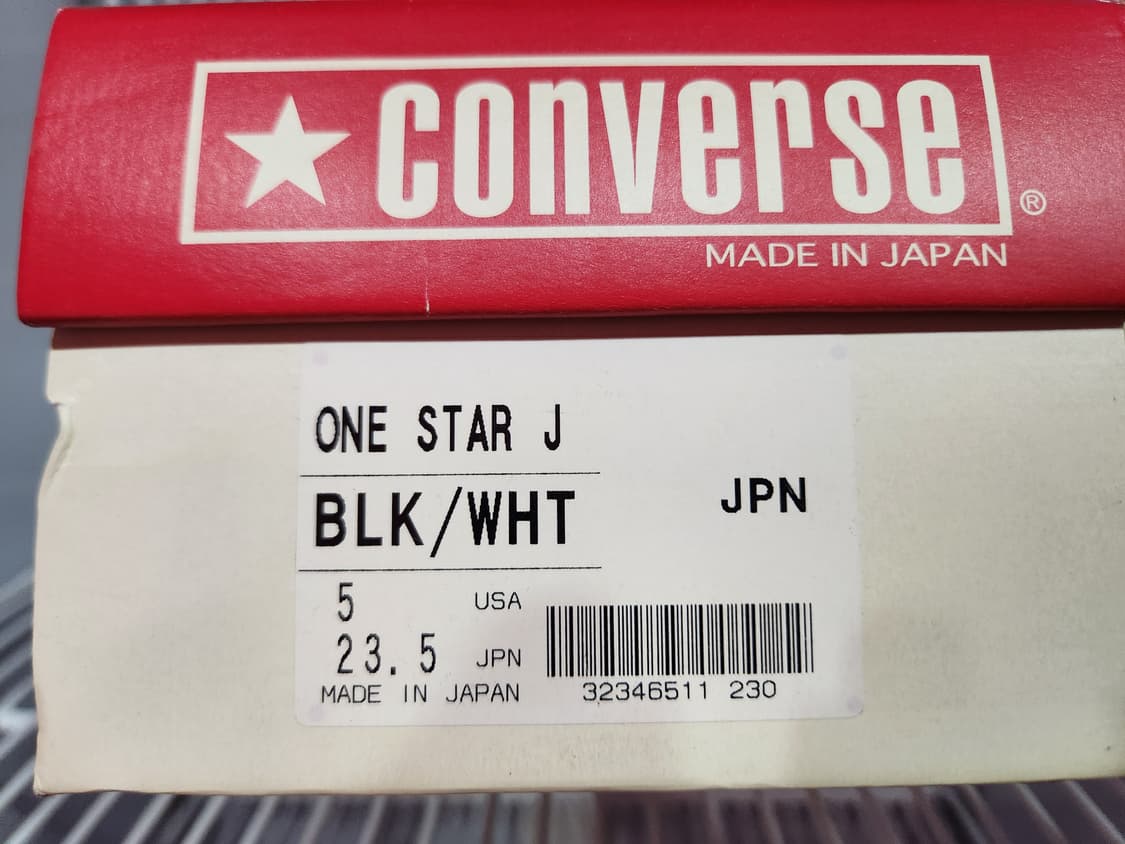 CONVERSE ®
MADE IN JAPAN
ONE STAR J
BLK/WHT
JPN
5 USA
23.5 JPN
MADE IN JAPAN
32346511 230